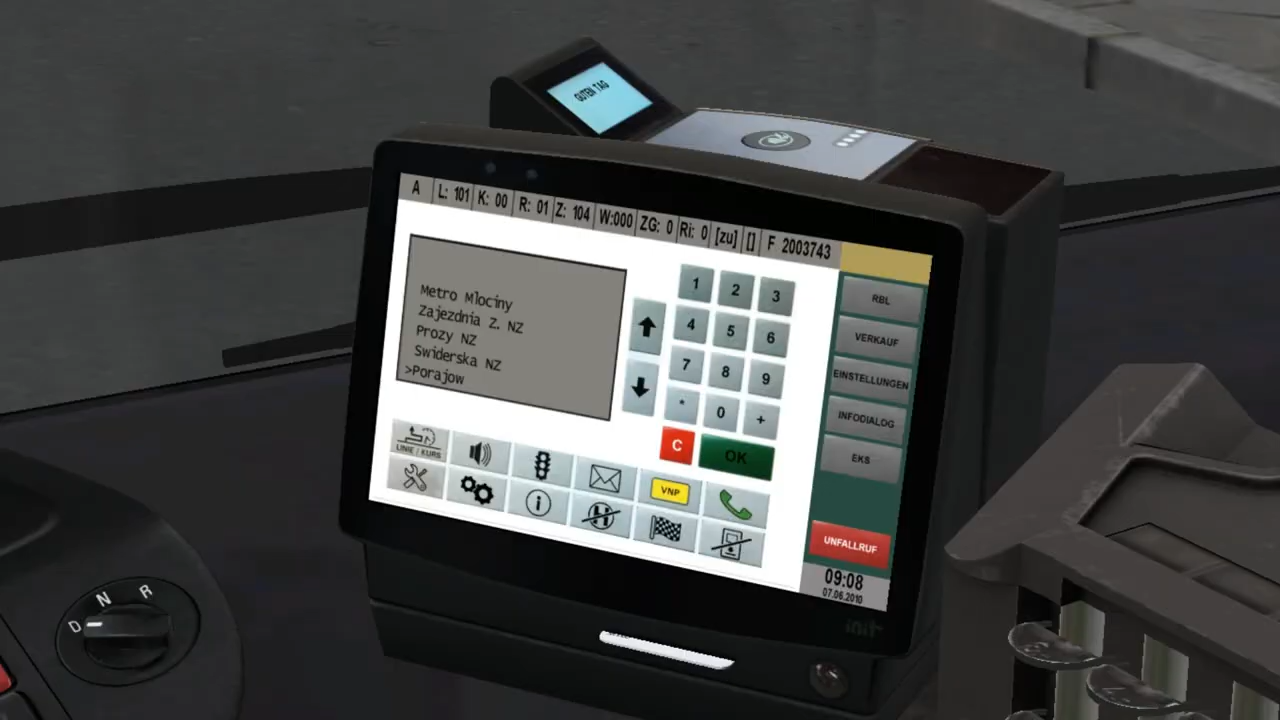 GUTEN TAG
A L: 101 K: 00 R: 01 Z: 104 W:000 ZG: 0 Ri: 0 [zu] [] F 2003743
Metro Mlociny
Zajezdnia Z. NZ
Prozy NZ
Swiderska NZ
>Porajow
1 2 3
4 5 6
7 8 9
* 0 +
C OK
RBL
VERKAUF
EINSTELLUNGEN
INFODIALOG
EKS
UNFALLRUF
09:08
07.06.2010
LINIE / KURS
VNP
init
D N R